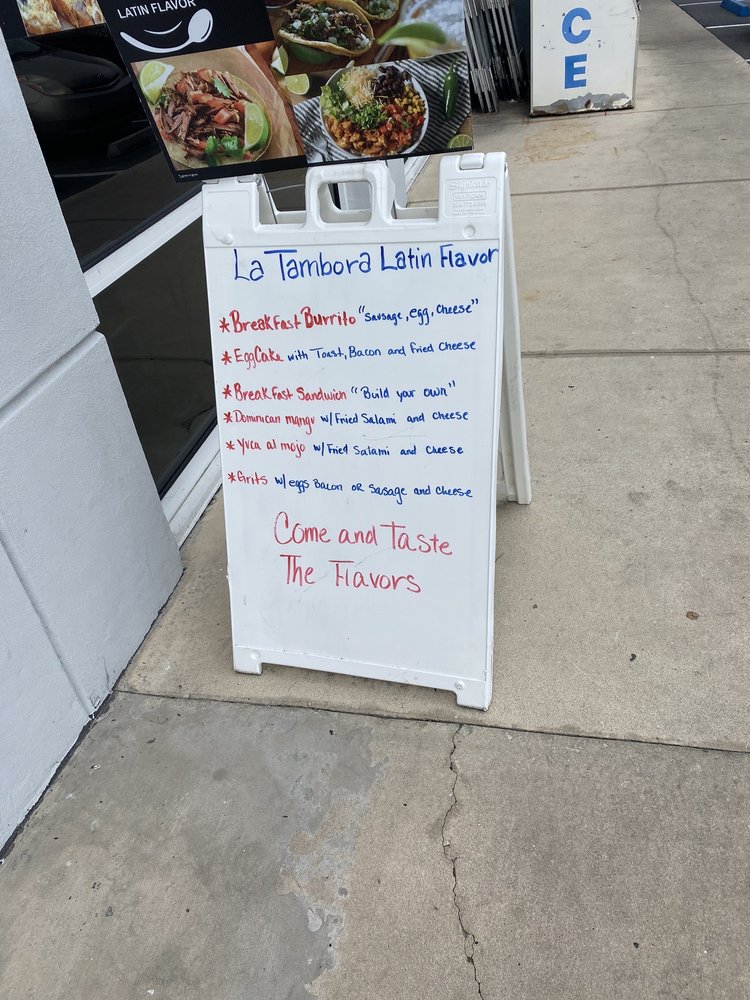 LATIN FLAVOR
CE
La Tambora Latin Flavor
*Breakfast Burrito "Sausage, egg, cheese"
*EggCake with Toast, Bacon and Fried Cheese
*Breakfast Sandwich "Build your own"
*Dominican mangu w/Fried Salami and cheese
*Yuca al mojo w/Fried Salami and cheese
*Grits w/eggs Bacon OR Sausage and cheese
Come and Taste
The Flavors